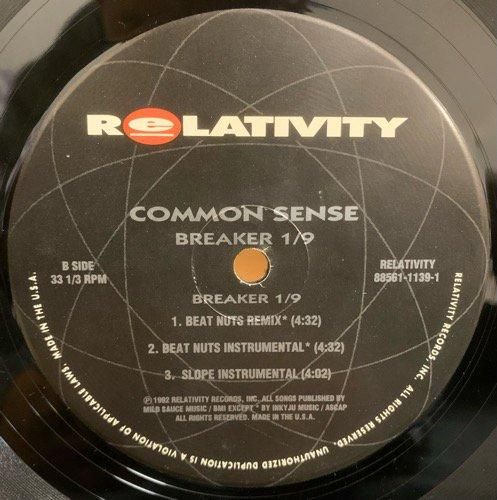 RELATIVITY
COMMON SENSE
BREAKER 1/9
B SIDE
33 1/3 RPM
RELATIVITY
88561-1139-1
BREAKER 1/9
1. BEAT NUTS REMIX* (4:32)
2. BEAT NUTS INSTRUMENTAL* (4:32)
3. SLOPE INSTRUMENTAL (4:02)
℗ 1992 RELATIVITY RECORDS, INC. ALL SONGS PUBLISHED BY
MILD SAUCE MUSIC / BMI EXCEPT * BY INKYJU MUSIC / ASCAP
ALL RIGHTS RESERVED. MADE IN THE U.S.A.
RELATIVITY RECORDS, INC. ALL RIGHTS RESERVED. UNAUTHORIZED DUPLICATION IS A VIOLATION OF APPLICABLE LAWS. MADE IN THE U.S.A.